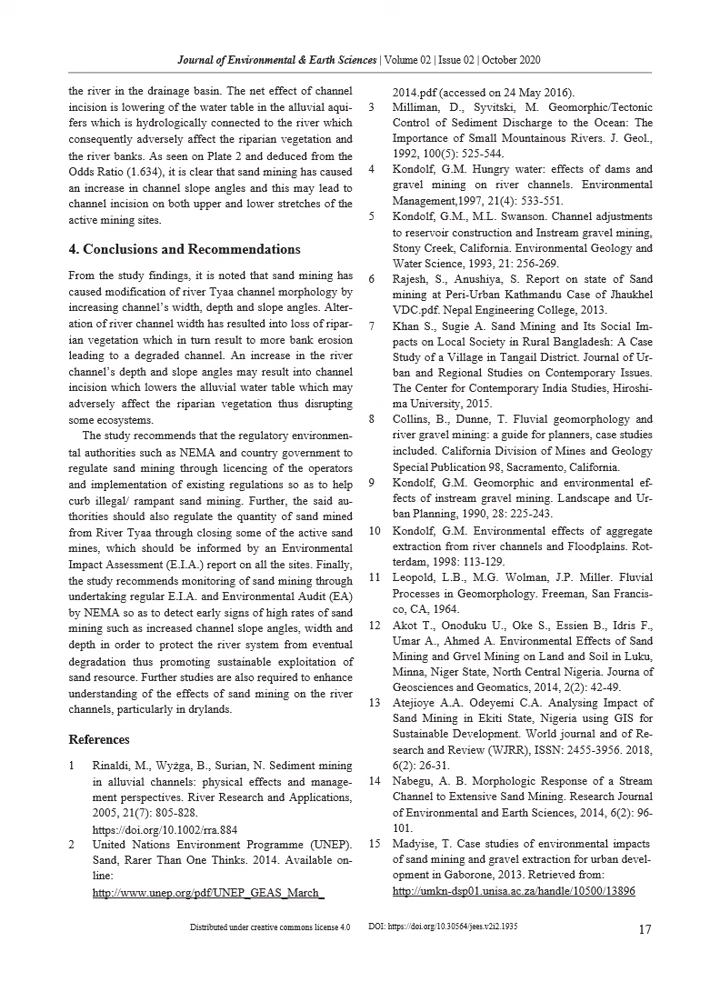 Journal of Environmental & Earth Sciences | Volume 02 | Issue 02 | October 2020
the river in the drainage basin. The net effect of channel
incision is lowering of the water table in the alluvial aqui-
fers which is hydrologically connected to the river which
consequently adversely affect the riparian vegetation and
the river banks. As seen on Plate 2 and deduced from the
Odds Ratio (1.634), it is clear that sand mining has caused
an increase in channel slope angles and this may lead to
channel incision on both upper and lower stretches of the
active mining sites.
4. Conclusions and Recommendations
From the study findings, it is noted that sand mining has
caused modification of river Tyaa channel morphology by
increasing channel's width, depth and slope angles. Alter-
ation of river channel width has resulted into loss of ripar-
ian vegetation which in turn result to more bank erosion
leading to a degraded channel. An increase in the river
channel's depth and slope angles may result into channel
incision which lowers the alluvial water table which may
adversely affect the riparian vegetation thus disrupting
some ecosystems.
The study recommends that the regulatory environmen-
tal authorities such as NEMA and country government to
regulate sand mining through licencing of the operators
and implementation of existing regulations so as to help
curb illegal/ rampant sand mining. Further, the said au-
thorities should also regulate the quantity of sand mined
from River Tyaa through closing some of the active sand
mines, which should be informed by an Environmental
Impact Assessment (E.I.A.) report on all the sites. Finally,
the study recommends monitoring of sand mining through
undertaking regular E.I.A. and Environmental Audit (EA)
by NEMA so as to detect early signs of high rates of sand
mining such as increased channel slope angles, width and
depth in order to protect the river system from eventual
degradation thus promoting sustainable exploitation of
sand resource. Further studies are also required to enhance
understanding of the effects of sand mining on the river
channels, particularly in drylands.
References
1 Rinaldi, M., Wyżga, B., Surian, N. Sediment mining
in alluvial channels: physical effects and manage-
ment perspectives. River Research and Applications,
2005, 21(7): 805-828.
https://doi.org/10.1002/rra.884
2 United Nations Environment Programme (UNEP).
Sand, Rarer Than One Thinks. 2014. Available on-
line:
http://www.unep.org/pdf/UNEP_GEAS_March_
2014.pdf (accessed on 24 May 2016).
3 Milliman, D., Syvitski, M. Geomorphic/Tectonic
Control of Sediment Discharge to the Ocean: The
Importance of Small Mountainous Rivers. J. Geol.,
1992, 100(5): 525-544.
4 Kondolf, G.M. Hungry water: effects of dams and
gravel mining on river channels. Environmental
Management,1997, 21(4): 533-551.
5 Kondolf, G.M., M.L. Swanson. Channel adjustments
to reservoir construction and Instream gravel mining,
Stony Creek, California. Environmental Geology and
Water Science, 1993, 21: 256-269.
6 Rajesh, S., Anushiya, S. Report on state of Sand
mining at Peri-Urban Kathmandu Case of Jhaukhel
VDC.pdf. Nepal Engineering College, 2013.
7 Khan S., Sugie A. Sand Mining and Its Social Im-
pacts on Local Society in Rural Bangladesh: A Case
Study of a Village in Tangail District. Journal of Ur-
ban and Regional Studies on Contemporary Issues.
The Center for Contemporary India Studies, Hiroshi-
ma University, 2015.
8 Collins, B., Dunne, T. Fluvial geomorphology and
river gravel mining: a guide for planners, case studies
included. California Division of Mines and Geology
Special Publication 98, Sacramento, California.
9 Kondolf, G.M. Geomorphic and environmental ef-
fects of instream gravel mining. Landscape and Ur-
ban Planning, 1990, 28: 225-243.
10 Kondolf, G.M. Environmental effects of aggregate
extraction from river channels and Floodplains. Rot-
terdam, 1998: 113-129.
11 Leopold, L.B., M.G. Wolman, J.P. Miller. Fluvial
Processes in Geomorphology. Freeman, San Francis-
co, CA, 1964.
12 Akot T., Onoduku U., Oke S., Essien B., Idris F.,
Umar A., Ahmed A. Environmental Effects of Sand
Mining and Grvel Mining on Land and Soil in Luku,
Minna, Niger State, North Central Nigeria. Journa of
Geosciences and Geomatics, 2014, 2(2): 42-49.
13 Atejioye A.A. Odeyemi C.A. Analysing Impact of
Sand Mining in Ekiti State, Nigeria using GIS for
Sustainable Development. World journal and of Re-
search and Review (WJRR), ISSN: 2455-3956. 2018,
6(2): 26-31.
14 Nabegu, A. B. Morphologic Response of a Stream
Channel to Extensive Sand Mining. Research Journal
of Environmental and Earth Sciences, 2014, 6(2): 96-
101.
15 Madyise, T. Case studies of environmental impacts
of sand mining and gravel extraction for urban devel-
opment in Gaborone, 2013. Retrieved from:
http://umkn-dsp01.unisa.ac.za/handle/10500/13896
Distributed under creative commons license 4.0 DOI: https://doi.org/10.30564/jees.v2i2.1935
17